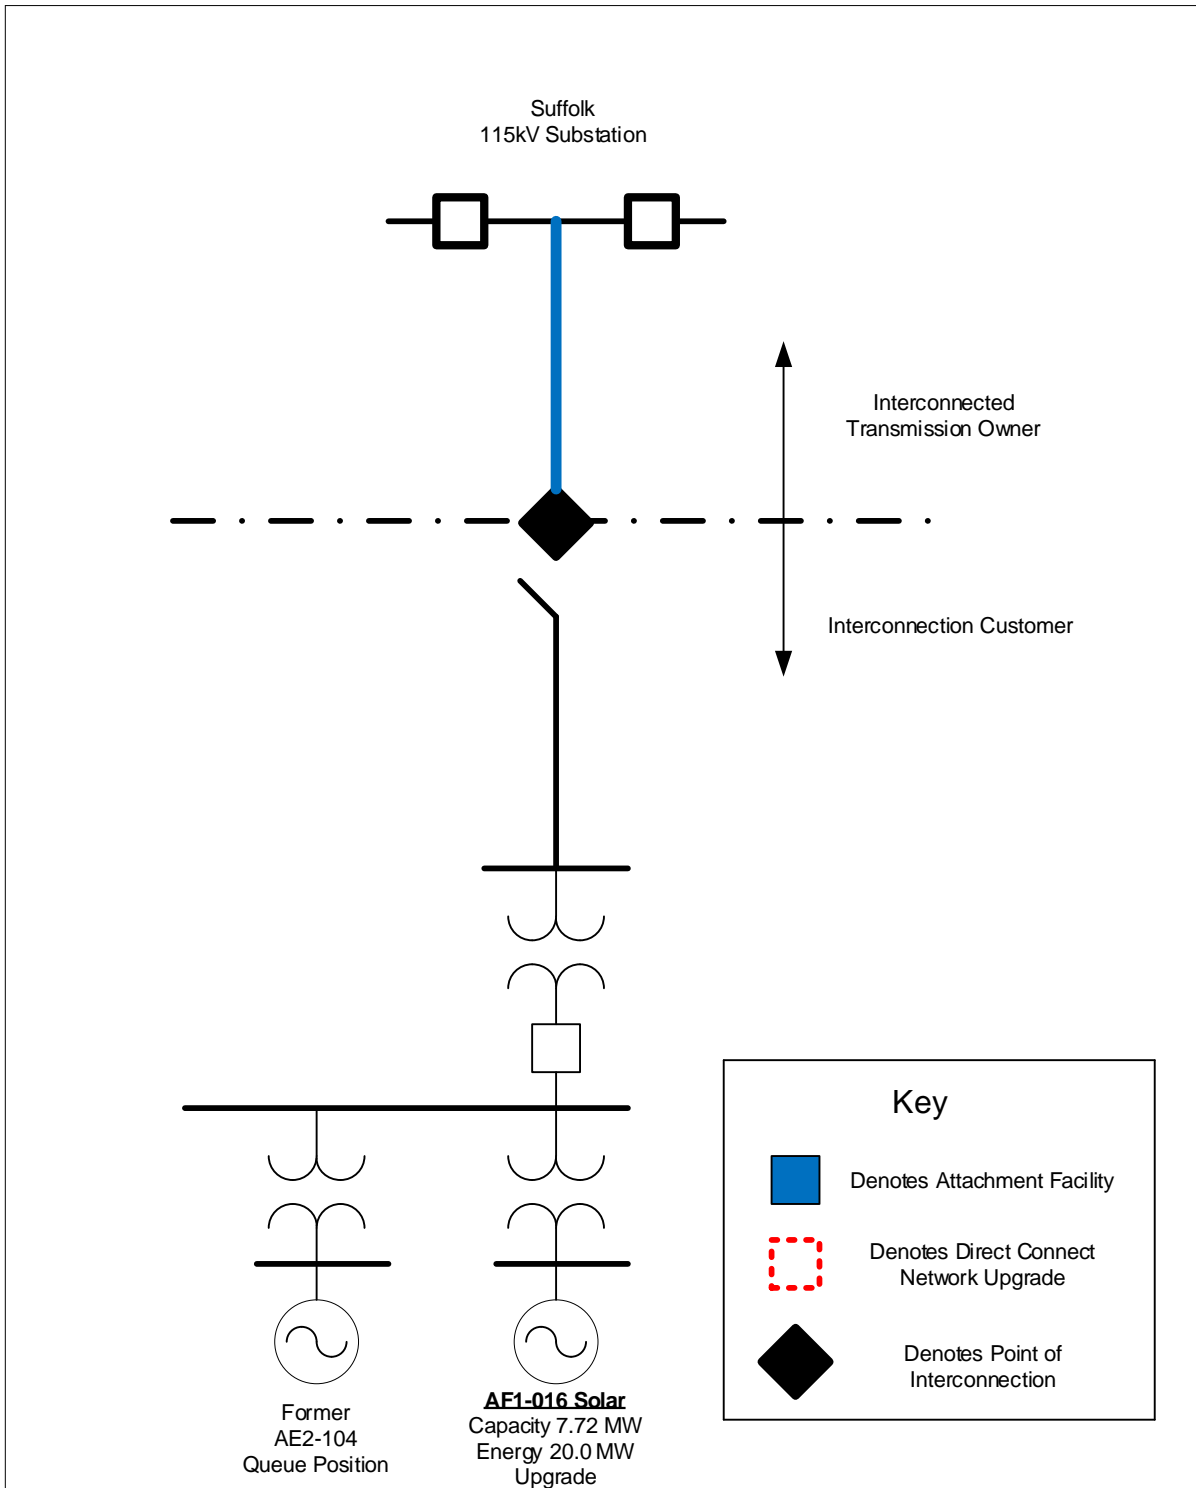 Suffolk
115kV Substation
Interconnected
Transmission Owner
Interconnection Customer
Key
Denotes Attachment Facility
Denotes Direct Connect
Network Upgrade
Denotes Point of
Interconnection
Former
AE2-104
Queue Position
AF1-016 Solar
Capacity 7.72 MW
Energy 20.0 MW
Upgrade